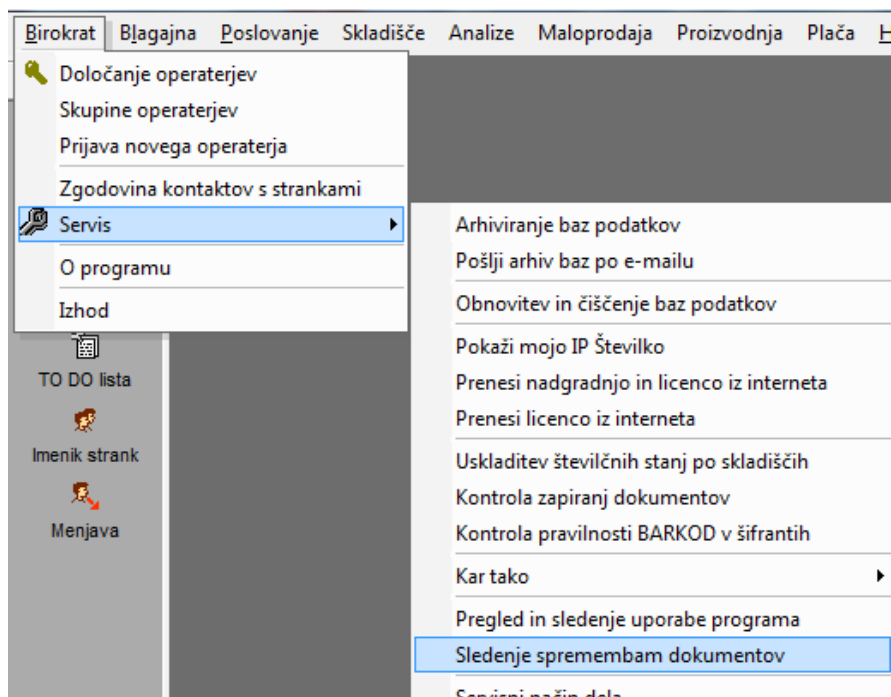 Birokrat Blagajna Poslovanje Skladišče Analize Maloprodaja Proizvodnja Plača H
Določanje operaterjev
Skupine operaterjev
Prijava novega operaterja
Zgodovina kontaktov s strankami
Servis
O programu
Izhod
TO DO lista
Imenik strank
Menjava
Arhiviranje baz podatkov
Pošlji arhiv baz po e-mailu
Obnovitev in čiščenje baz podatkov
Pokaži mojo IP Številko
Prenesi nadgradnjo in licenco iz interneta
Prenesi licenco iz interneta
Uskladitev številčnih stanj po skladiščih
Kontrola zapiranj dokumentov
Kontrola pravilnosti BARKOD v šifrantih
Kar tako
Pregled in sledenje uporabe programa
Sledenje spremembam dokumentov
Servisni način dela